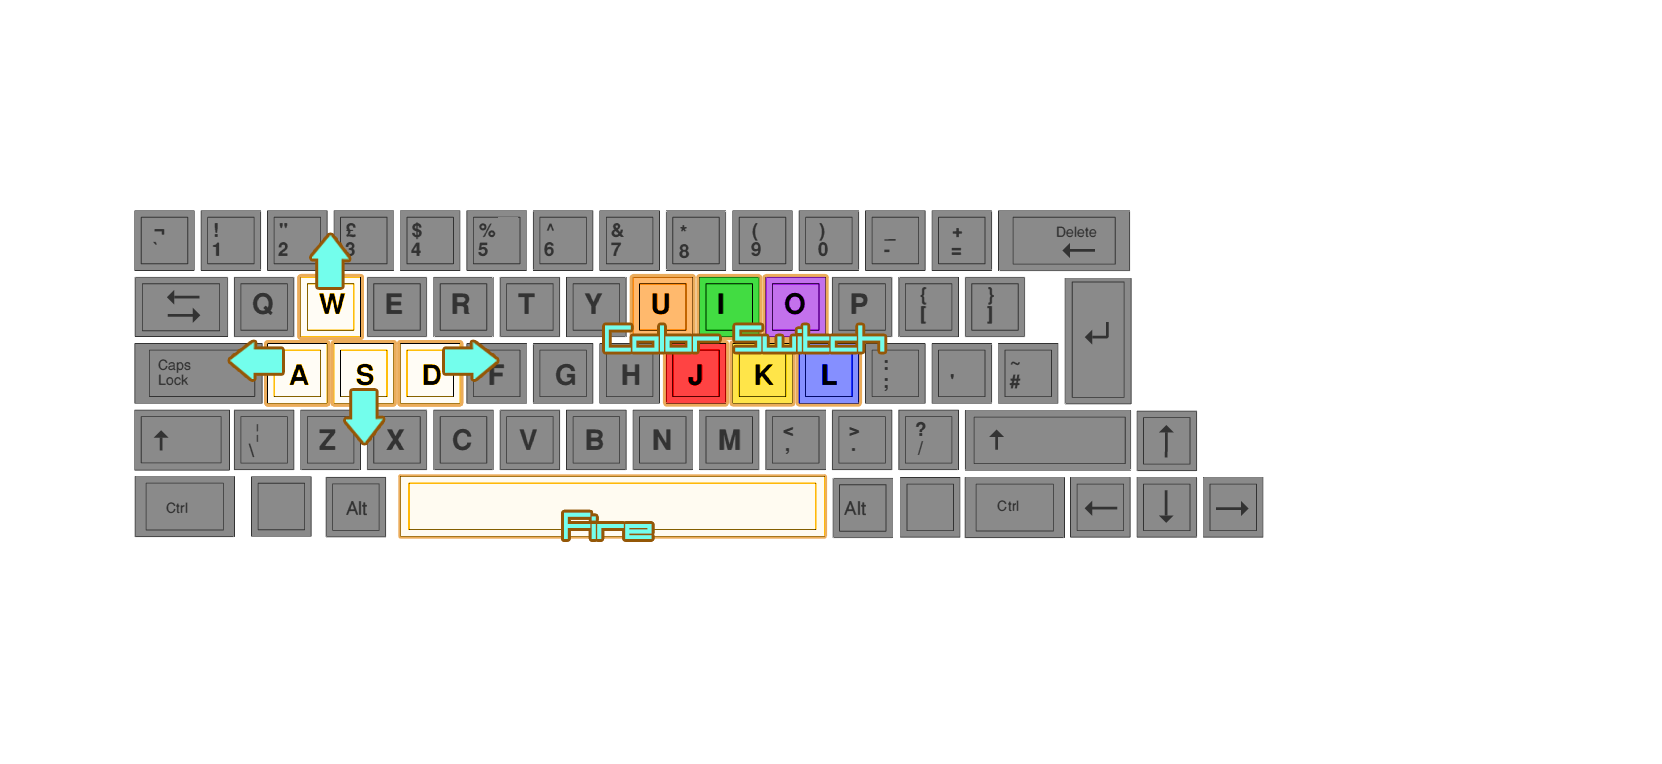 ¬ ! " £ $ % ^ & * ( ) _ + Delete
` 1 2 3 4 5 6 7 8 9 0 - = ←
Q W E R T Y U I O P { [ } ]
Color Switch
Caps Lock A S D F G H J K L : ; ' ~ #
↑ ¦ \ Z X C V B N M < , > . ? / ↑ ↑
Ctrl Alt Alt Ctrl ← ↓ →
Fire